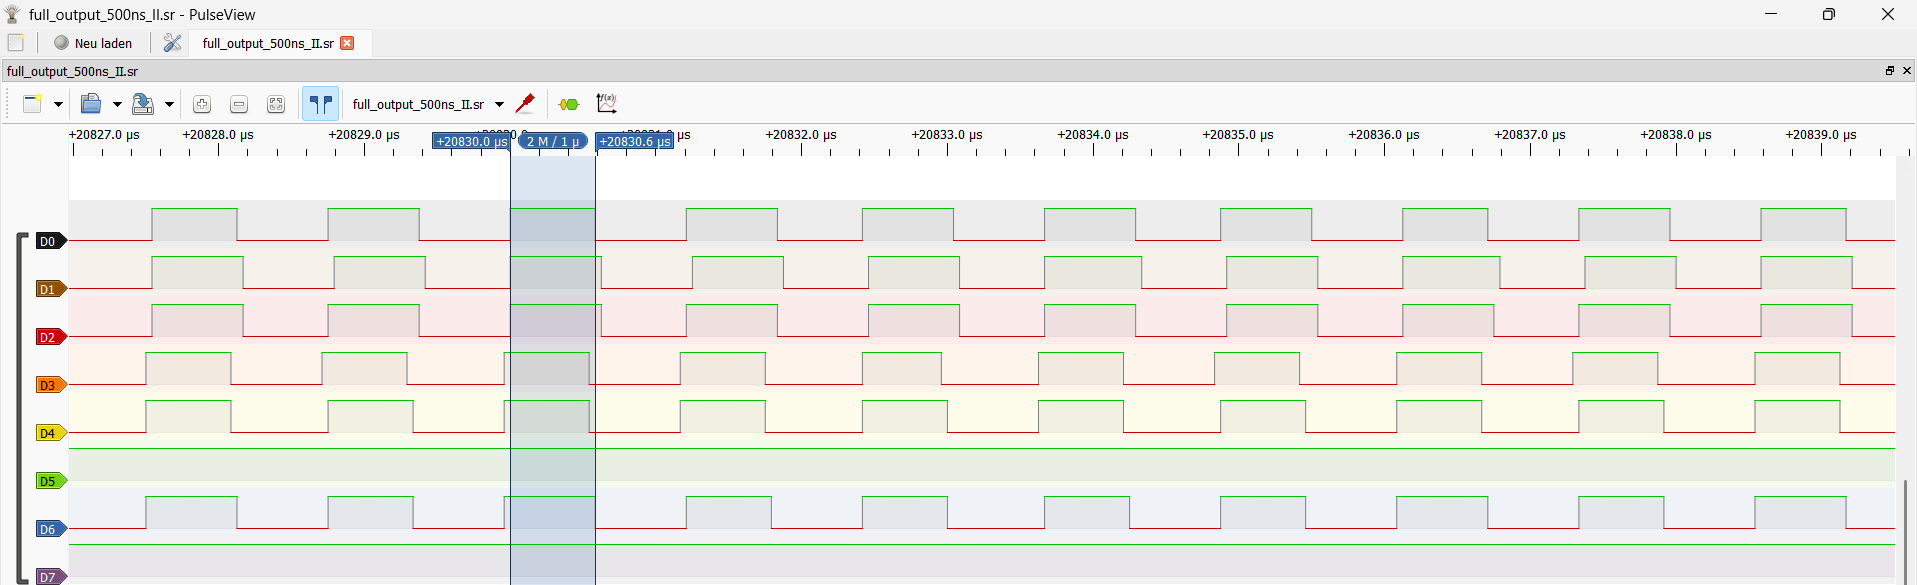 full_output_500ns_II.sr - PulseView
Neu laden
full_output_500ns_II.sr
full_output_500ns_II.sr
full_output_500ns_II.sr
f(x)
+20827.0 µs +20828.0 µs +20829.0 µs +20832.0 µs +20833.0 µs +20834.0 µs +20835.0 µs +20836.0 µs +20837.0 µs +20838.0 µs +20839.0 µs
+20830.0 µs 2 M / 1 µ +20830.6 µs
D0
D1
D2
D3
D4
D5
D6
D7